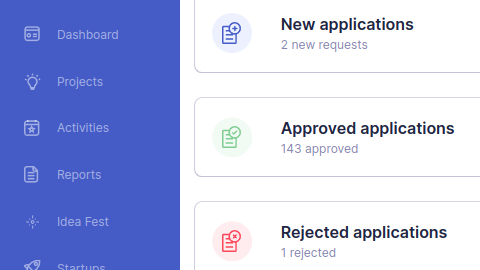 Dashboard
Projects
Activities
Reports
Idea Fest
Startups
New applications
2 new requests
Approved applications
143 approved
Rejected applications
1 rejected